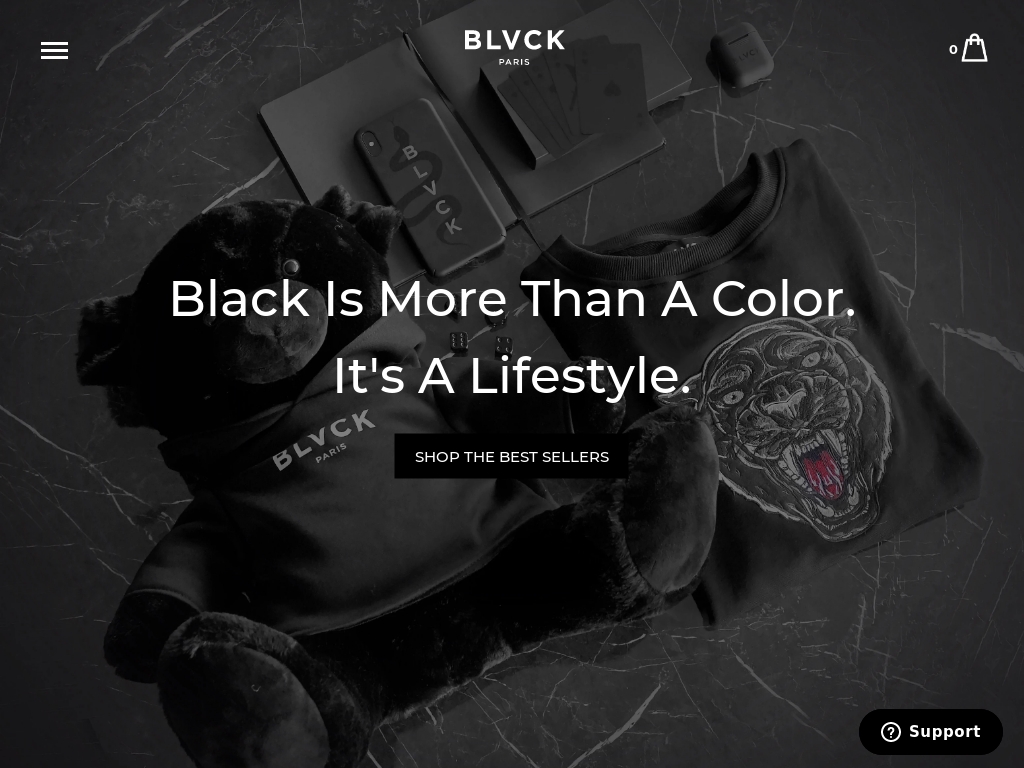 BLVCK
PARIS
0
BLVCK
Black Is More Than A Color.
It's A Lifestyle.
BLVCK
PARIS
SHOP THE BEST SELLERS
Support